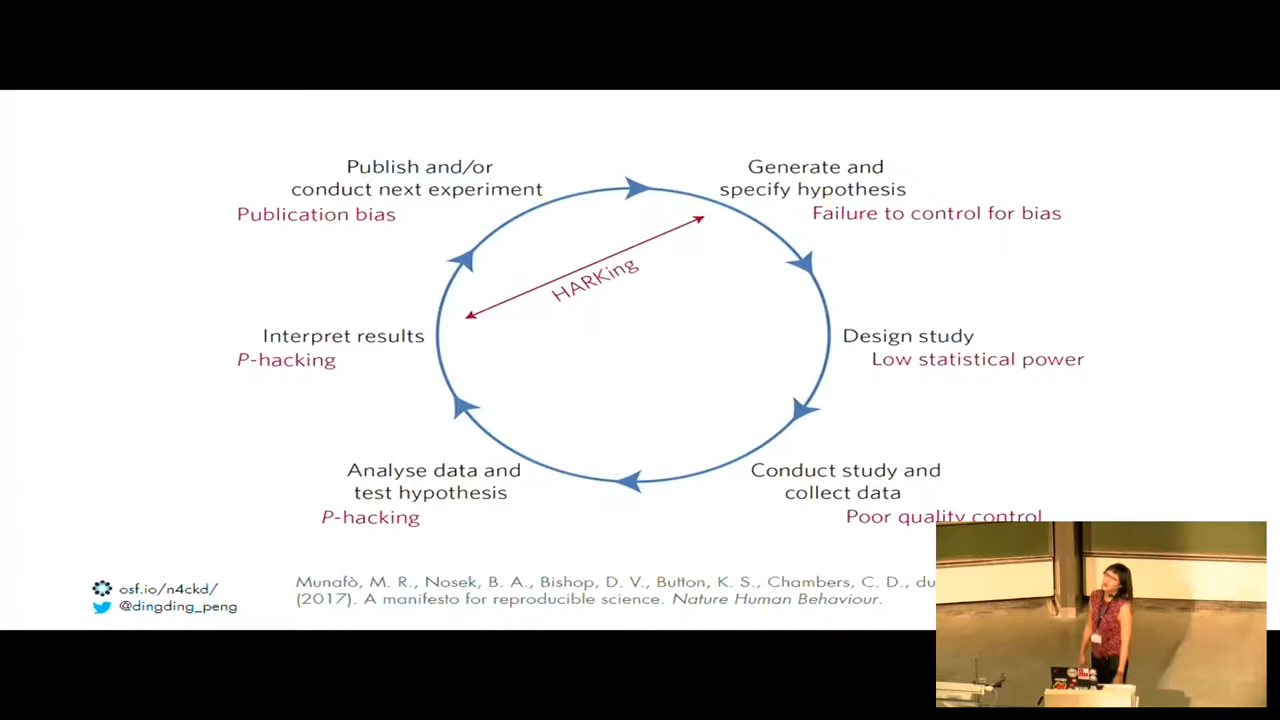 Publish and/or
conduct next experiment
Publication bias
Generate and
specify hypothesis
Failure to control for bias
HARKing
Interpret results
P-hacking
Design study
Low statistical power
Analyse data and
test hypothesis
P-hacking
Conduct study and
collect data
Poor quality control
osf.io/n4ckd/
@dingding_peng
Munafò, M. R., Nosek, B. A., Bishop, D. V., Button, K. S., Chambers, C. D., du
(2017). A manifesto for reproducible science. Nature Human Behaviour.